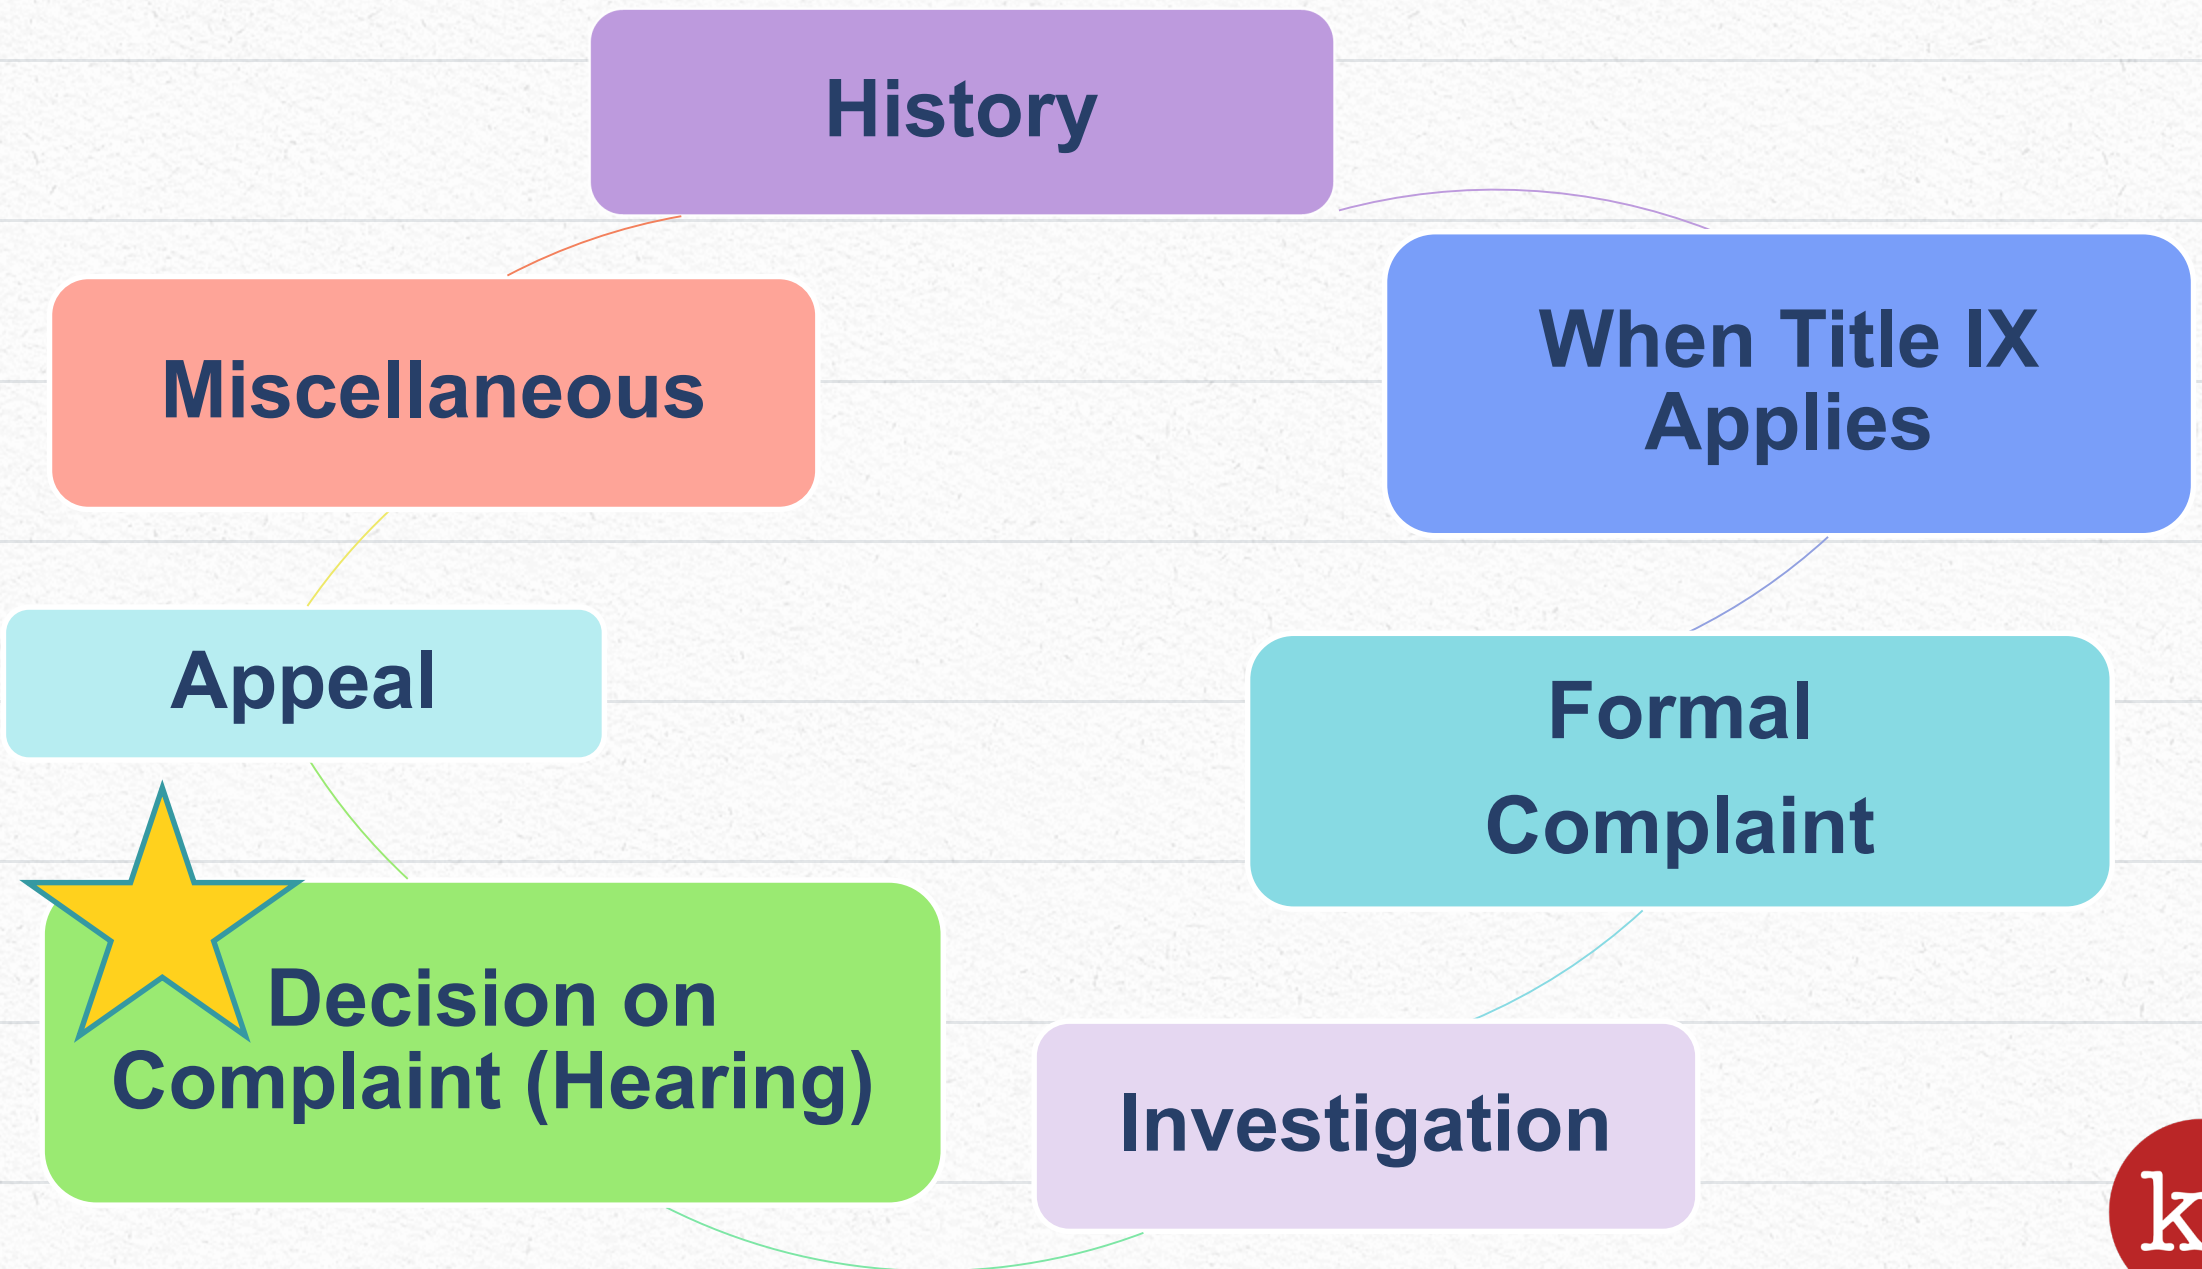 History
When Title IX
Applies
Formal
Complaint
Investigation
Decision on
Complaint (Hearing)
Appeal
Miscellaneous
k